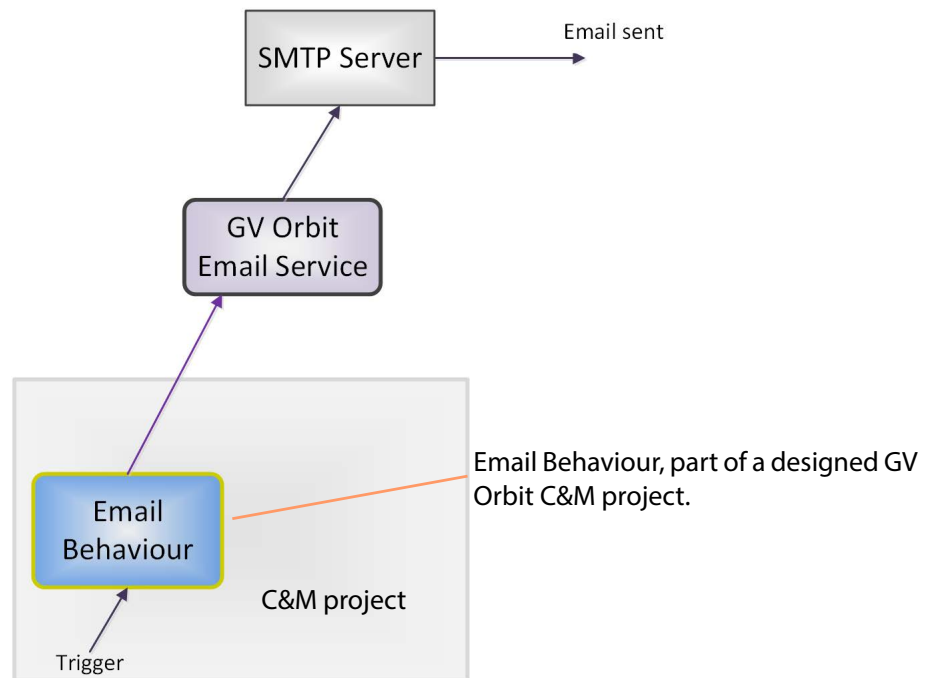 Email sent
SMTP Server
GV Orbit
Email Service
Email Behaviour, part of a designed GV
Orbit C&M project.
Email
Behaviour
C&M project
Trigger